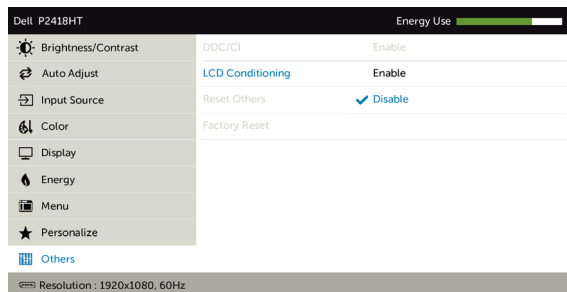 Dell P2418HT Energy Use
Brightness/Contrast DDC/CI Enable
Auto Adjust LCD Conditioning Enable
Input Source Reset Others Disable
Color Factory Reset
Display
Energy
Menu
Personalize
Others
Resolution : 1920x1080, 60Hz